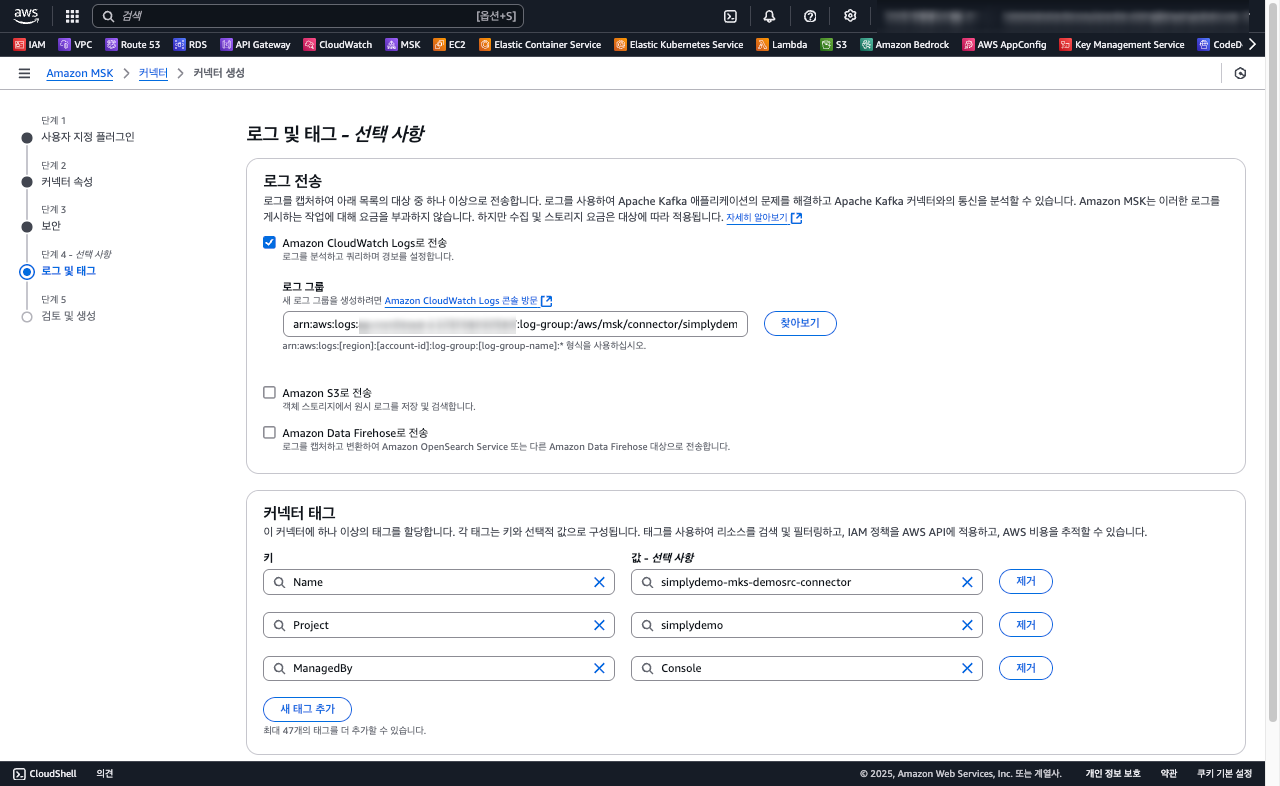 aws
검색 [옵션+S]
IAM VPC Route 53 RDS API Gateway CloudWatch MSK EC2 Elastic Container Service Elastic Kubernetes Service Lambda S3 Amazon Bedrock AWS AppConfig Key Management Service CodeD
Amazon MSK 커넥터 커넥터 생성
단계 1
사용자 지정 플러그인
단계 2
커넥터 속성
단계 3
보안
단계 4 - 선택 사항
로그 및 태그
단계 5
검토 및 생성
로그 및 태그 - 선택 사항
로그 전송
로그를 캡처하여 아래 목록의 대상 중 하나 이상으로 전송합니다. 로그를 사용하여 Apache Kafka 애플리케이션의 문제를 해결하고 Apache Kafka 커넥터와의 통신을 분석할 수 있습니다. Amazon MSK는 이러한 로그를
게시하는 작업에 대해 요금을 부과하지 않습니다. 하지만 수집 및 스토리지 요금은 대상에 따라 적용됩니다. 자세히 알아보기
Amazon CloudWatch Logs로 전송
로그를 분석하고 쿼리하며 경보를 설정합니다.
로그 그룹
새 로그 그룹을 생성하려면 Amazon CloudWatch Logs 콘솔 방문
arn:aws:logs: :log-group:/aws/msk/connector/simplydem 찾아보기
arn:aws:logs:[region]:[account-id]:log-group:[log-group-name]:* 형식을 사용하십시오.
Amazon S3로 전송
객체 스토리지에서 원시 로그를 저장 및 검색합니다.
Amazon Data Firehose로 전송
로그를 캡처하고 변환하여 Amazon OpenSearch Service 또는 다른 Amazon Data Firehose 대상으로 전송합니다.
커넥터 태그
이 커넥터에 하나 이상의 태그를 할당합니다. 각 태그는 키와 선택적 값으로 구성됩니다. 태그를 사용하여 리소스를 검색 및 필터링하고, IAM 정책을 AWS API에 적용하고, AWS 비용을 추적할 수 있습니다.
키 값 - 선택 사항
Name simplydemo-mks-demosrc-connector 제거
Project simplydemo 제거
ManagedBy Console 제거
새 태그 추가
최대 47개의 태그를 더 추가할 수 있습니다.
CloudShell 의견 © 2025, Amazon Web Services, Inc. 또는 계열사. 개인 정보 보호 약관 쿠키 기본 설정